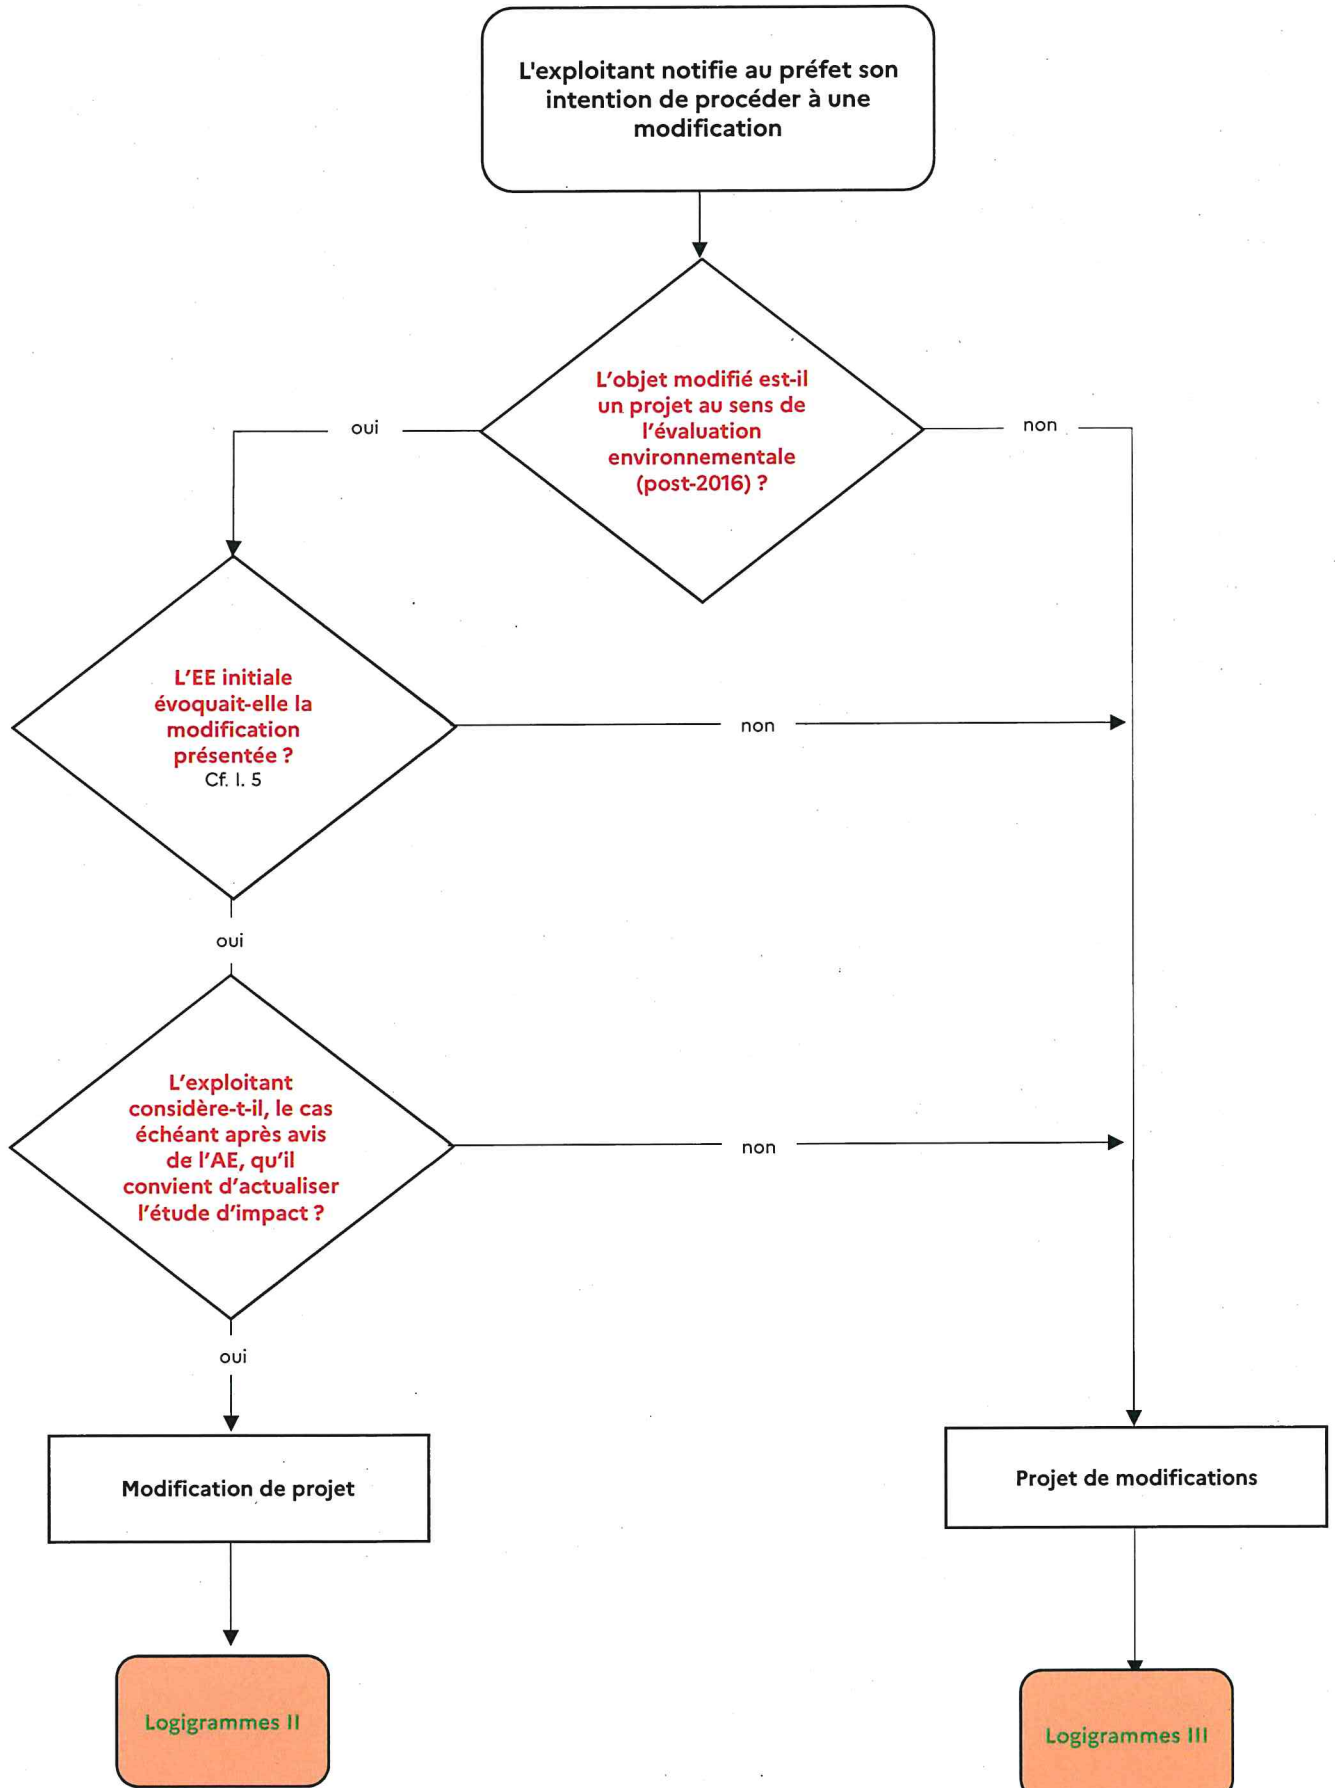 L'exploitant notifie au préfet son
intention de procéder à une
modification
L'objet modifié est-il
un projet au sens de
l'évaluation
environnementale
(post-2016) ?
oui
non
L'EE initiale
évoquait-elle la
modification
présentée ?
Cf. I. 5
non
oui
L'exploitant
considère-t-il, le cas
échéant après avis
de l'AE, qu'il
convient d'actualiser
l'étude d'impact ?
non
oui
Modification de projet
Projet de modifications
Logigrammes II
Logigrammes III